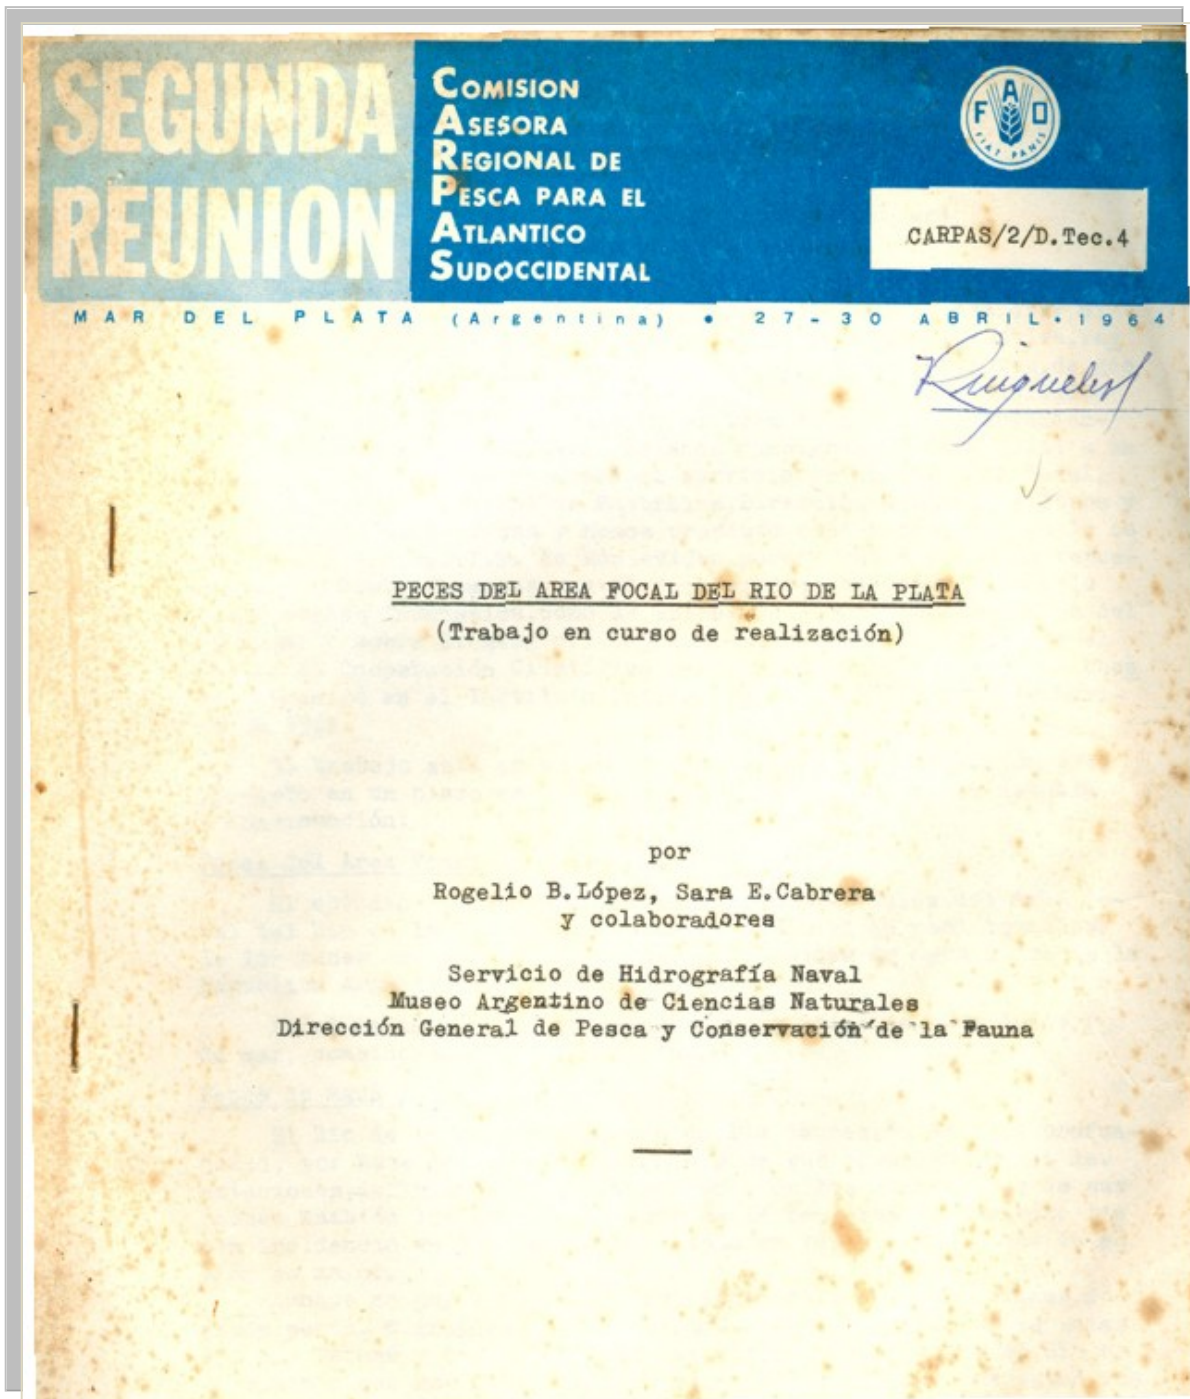 SEGUNDA
REUNION
COMISION
ASESORA
REGIONAL DE
PESCA PARA EL
ATLANTICO
SUDOCCIDENTAL
F A O
FIAT PANIS
CARPAS/2/D.Tec.4
MAR DEL PLATA (Argentina) • 27-30 ABRIL • 1964
PECES DEL AREA FOCAL DEL RIO DE LA PLATA
(Trabajo en curso de realización)
por
Rogelio B.López, Sara E.Cabrera
y colaboradores
Servicio de Hidrografía Naval
Museo Argentino de Ciencias Naturales
Dirección General de Pesca y Conservación de la Fauna